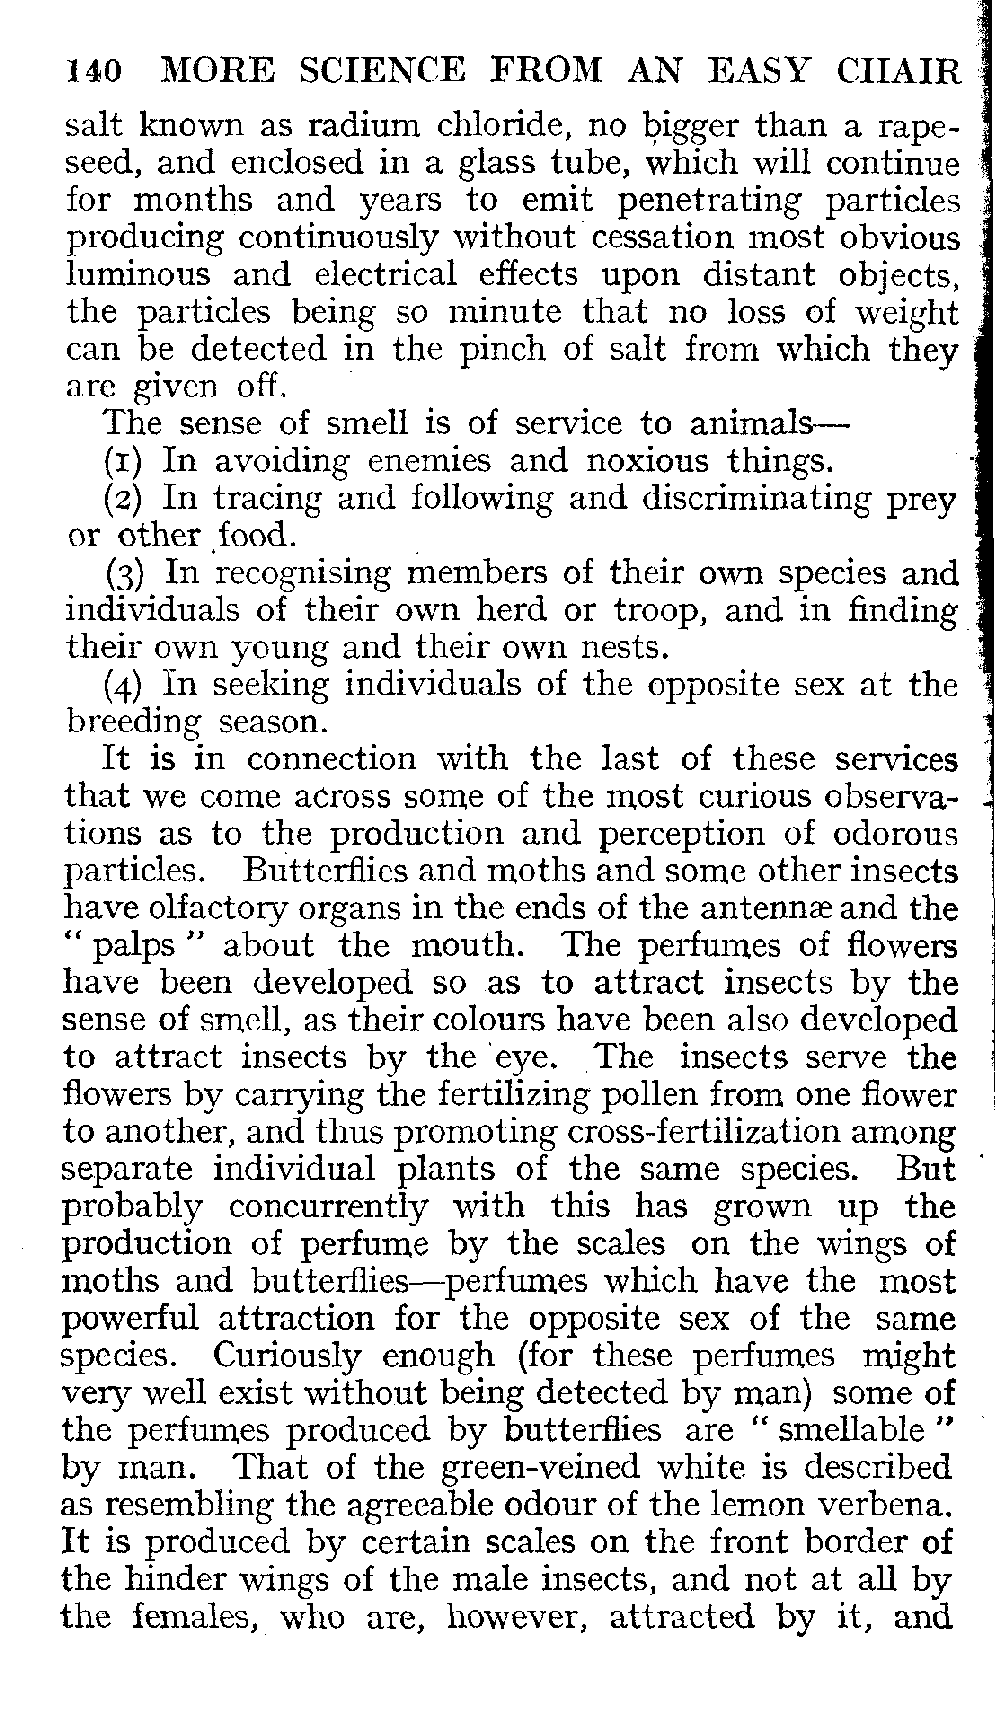 140 MORE SCIENCE FROM AN EASY CHAIR
salt known as radium chloride, no bigger than a rape-
seed, and enclosed in a glass tube, which will continue
for months and years to emit penetrating particles
producing continuously without cessation most obvious
luminous and electrical effects upon distant objects,
the particles being so minute that no loss of weight
can be detected in the pinch of salt from which they
are given off.
The sense of smell is of service to animals—
(1) In avoiding enemies and noxious things.
(2) In tracing and following and discriminating prey
or other food.
(3) In recognising members of their own species and
individuals of their own herd or troop, and in finding
their own young and their own nests.
(4) In seeking individuals of the opposite sex at the
breeding season.
It is in connection with the last of these services
that we come across some of the most curious observa-
tions as to the production and perception of odorous
particles. Butterflies and moths and some other insects
have olfactory organs in the ends of the antennæ and the
“ palps ” about the mouth. The perfumes of flowers
have been developed so as to attract insects by the
sense of smell, as their colours have been also developed
to attract insects by the eye. The insects serve the
flowers by carrying the fertilizing pollen from one flower
to another, and thus promoting cross-fertilization among
separate individual plants of the same species. But
probably concurrently with this has grown up the
production of perfume by the scales on the wings of
moths and butterflies—perfumes which have the most
powerful attraction for the opposite sex of the same
species. Curiously enough (for these perfumes might
very well exist without being detected by man) some of
the perfumes produced by butterflies are “ smellable ”
by man. That of the green-veined white is described
as resembling the agreeable odour of the lemon verbena.
It is produced by certain scales on the front border of
the hinder wings of the male insects, and not at all by
the females, who are, however, attracted by it, and